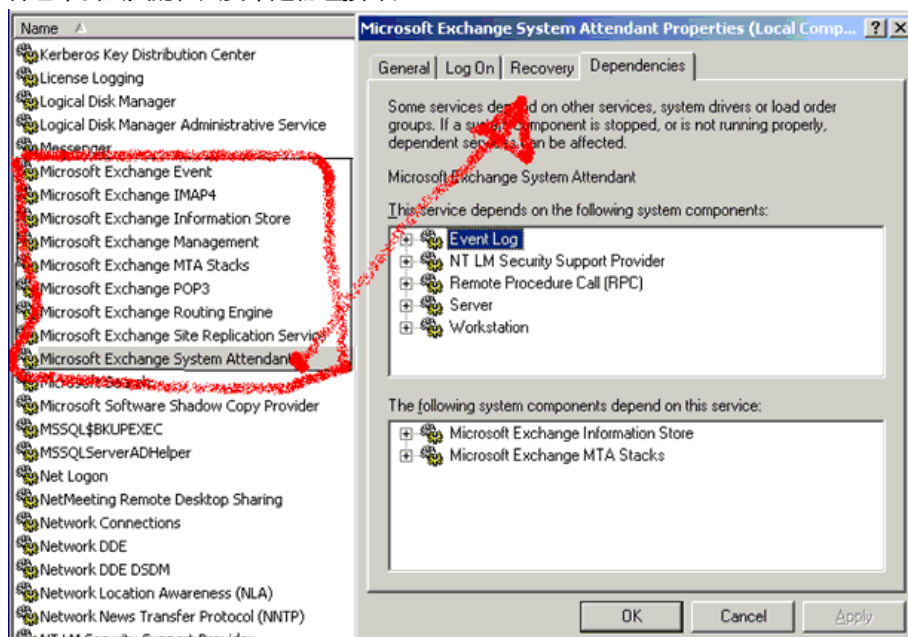 Name
Kerberos Key Distribution Center
License Logging
Logical Disk Manager
Logical Disk Manager Administrative Service
Messenger
Microsoft Exchange Event
Microsoft Exchange IMAP4
Microsoft Exchange Information Store
Microsoft Exchange Management
Microsoft Exchange MTA Stacks
Microsoft Exchange POP3
Microsoft Exchange Routing Engine
Microsoft Exchange Site Replication Service
Microsoft Exchange System Attendant
Microsoft Search
Microsoft Software Shadow Copy Provider
MSSQL$BKUPEXEC
MSSQLServerADHelper
Net Logon
NetMeeting Remote Desktop Sharing
Network Connections
Network DDE
Network DDE DSDM
Network Location Awareness (NLA)
Network News Transfer Protocol (NNTP)
NT LM Security Support Provider
Microsoft Exchange System Attendant Properties (Local Comp...
General
Log On
Recovery
Dependencies
Some services depend on other services, system drivers or load order
groups. If a system component is stopped, or is not running properly,
dependent services can be affected.
Microsoft Exchange System Attendant
This service depends on the following system components:
Event Log
NT LM Security Support Provider
Remote Procedure Call (RPC)
Server
Workstation
The following system components depend on this service:
Microsoft Exchange Information Store
Microsoft Exchange MTA Stacks
OK
Cancel
Apply